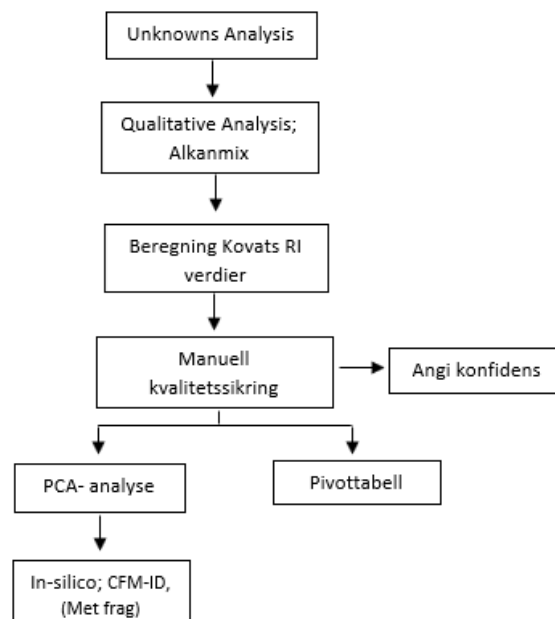 Unknowns Analysis
Qualitative Analysis;
Alkanmix
Beregning Kovats RI
verdier
Manuell
kvalitetssikring
Angi konfidens
PCA- analyse
Pivottabell
In-silico; CFM-ID,
(Met frag)